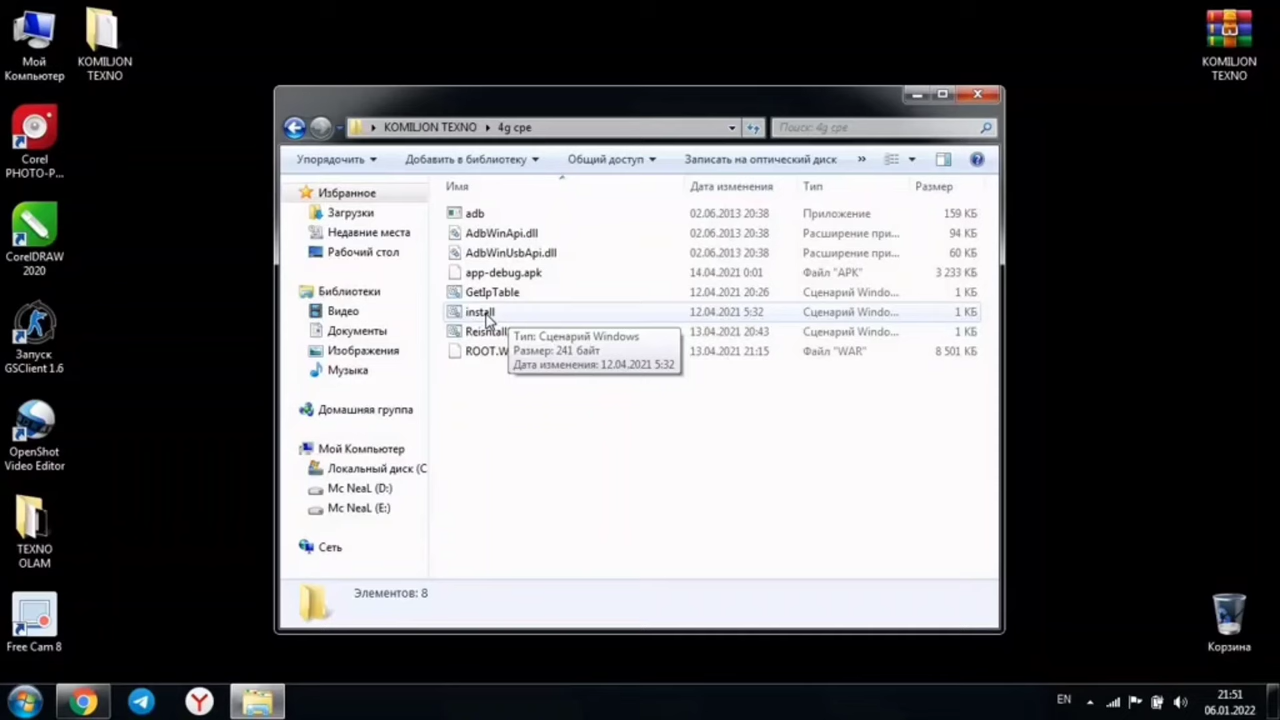 Мой
Компьютер
KOMILJON
TEXNO
KOMILJON
TEXNO
Corel
PHOTO-P...
CorelDRAW
2020
Запуск
GSClient 1.6
OpenShot
Video Editor
TEXNO
OLAM
Free Cam 8
Корзина
KOMILJON TEXNO 4g cpe
Поиск: 4g cpe
Упорядочить Добавить в библиотеку Общий доступ Записать на оптический диск »
Избранное
Загрузки
Недавние места
Рабочий стол
Библиотеки
Видео
Документы
Изображения
Музыка
Домашняя группа
Мой Компьютер
Локальный диск (C
Mc NeaL (D:)
Mc NeaL (E:)
Сеть
Имя Дата изменения Тип Размер
adb 02.06.2013 20:38 Приложение 159 КБ
AdbWinApi.dll 02.06.2013 20:38 Расширение при... 94 КБ
AdbWinUsbApi.dll 02.06.2013 20:38 Расширение при... 60 КБ
app-debug.apk 14.04.2021 0:01 Файл "APK" 3 233 КБ
GetIpTable 12.04.2021 20:26 Сценарий Windo... 1 КБ
install 12.04.2021 5:32 Сценарий Windo... 1 КБ
13.04.2021 20:43 Сценарий Windo... 1 КБ
ROOT.W 13.04.2021 21:15 Файл "WAR" 8 501 КБ
Тип: Сценарий Windows
Размер: 241 байт
Дата изменения: 12.04.2021 5:32
Элементов: 8
EN
21:51
06.01.2022